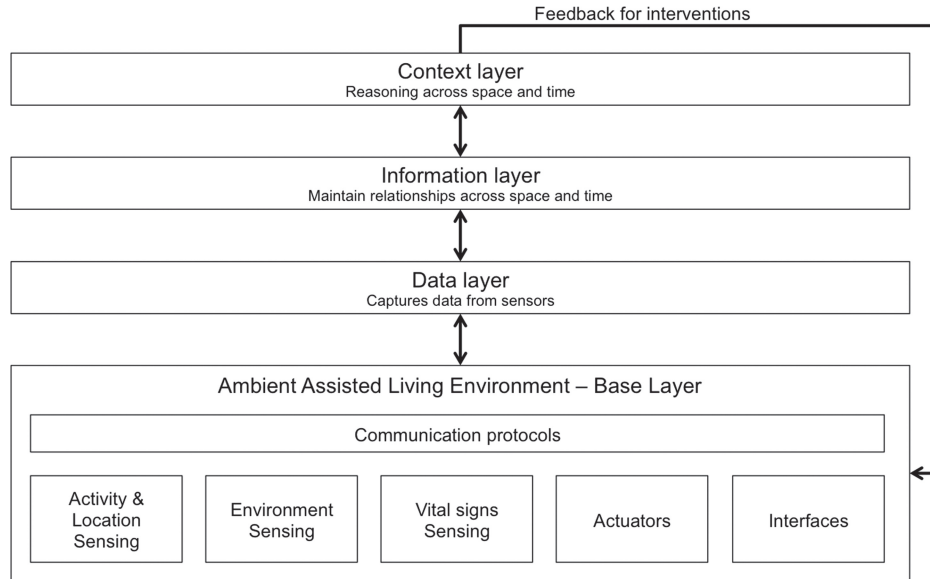 Feedback for interventions
Context layer
Reasoning across space and time
Information layer
Maintain relationships across space and time
Data layer
Captures data from sensors
Ambient Assisted Living Environment – Base Layer
Communication protocols
Activity &
Location
Sensing
Environment
Sensing
Vital signs
Sensing
Actuators
Interfaces